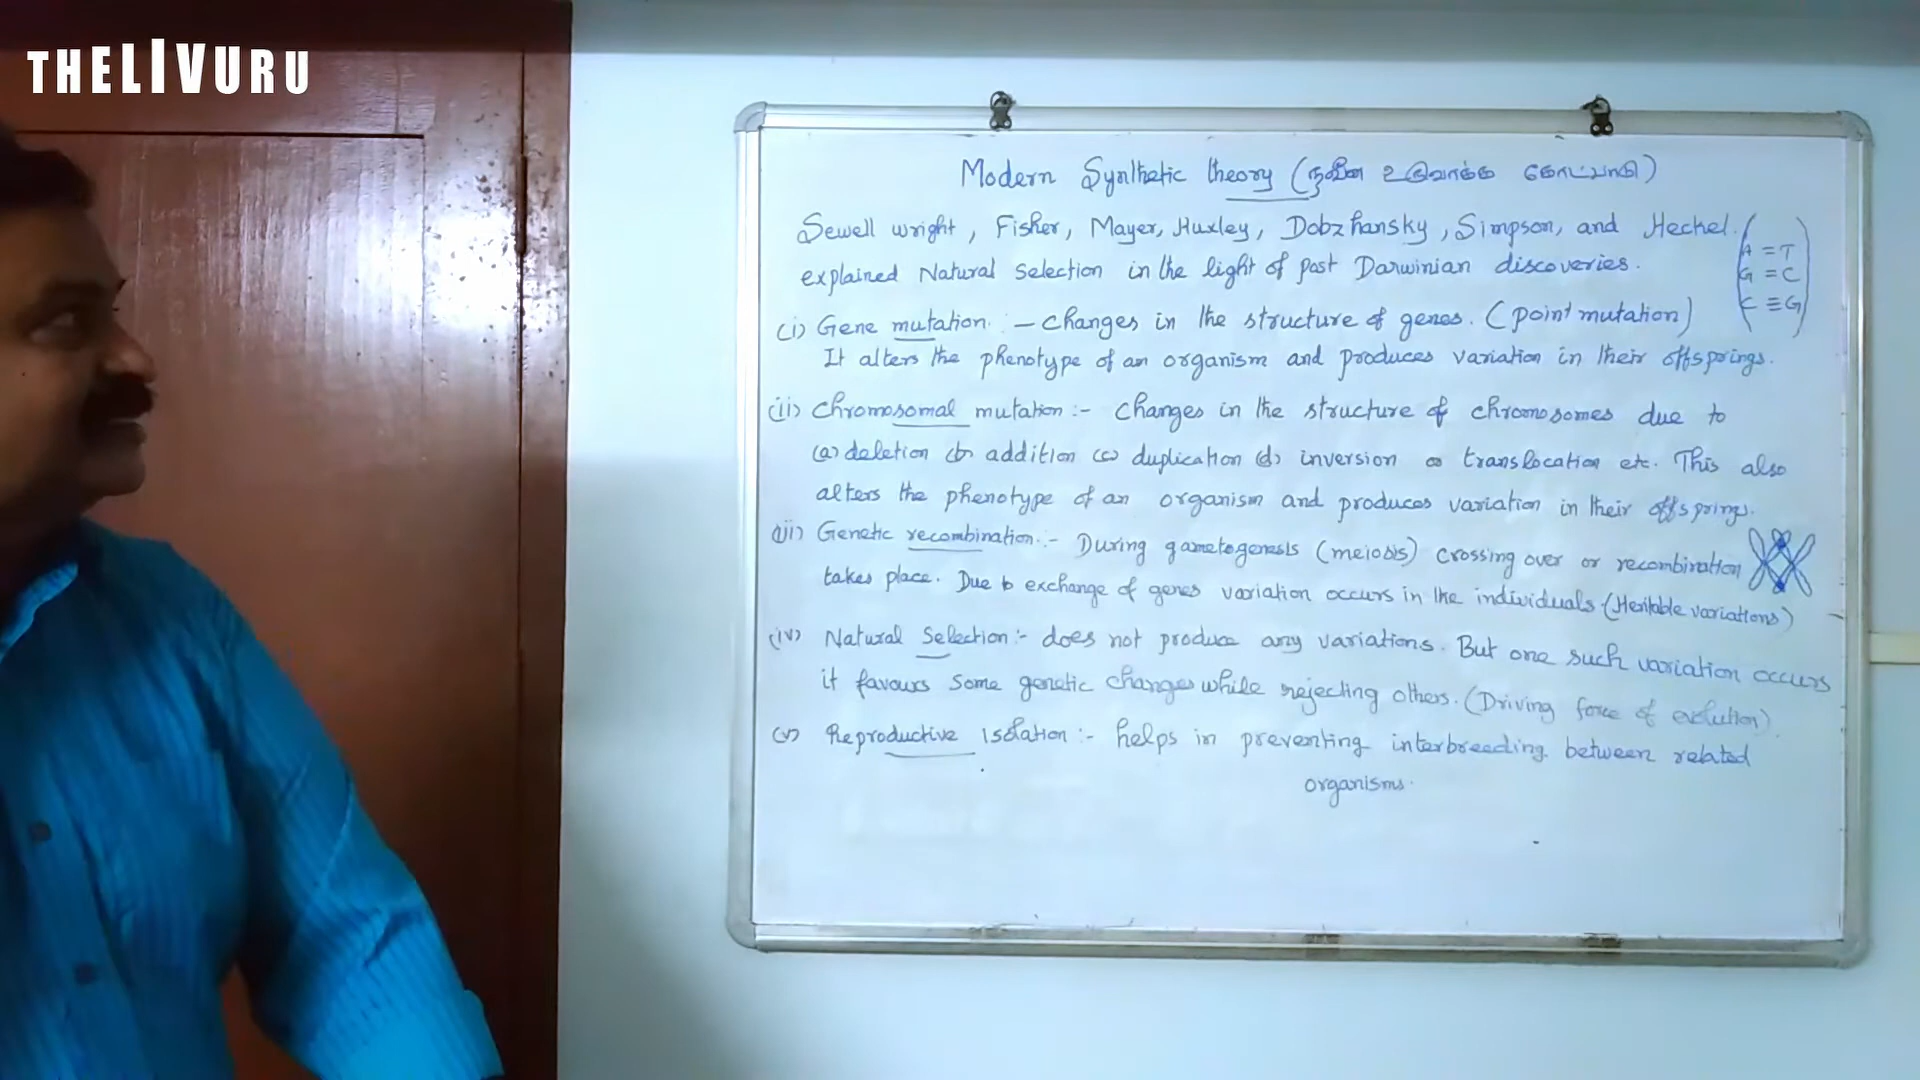 THELIVURU
Modern Synthetic theory (நவீன உருவாக்க கோட்பாடு)
Sewell wright, Fisher, Mayer, Huxley, Dobzhansky, Simpson, and Heckel.
explained Natural selection in the light of post Darwinian discoveries.
A = T
G = C
C ≡ G
(i) Gene mutation :- changes in the structure of genes. (point mutation)
It alters the phenotype of an organism and produces variation in their offsprings.
(ii) chromosomal mutation :- changes in the structure of chromosomes due to
(a) deletion (b) addition (c) duplication (d) inversion or translocation etc. This also
alters the phenotype of an organism and produces variation in their offsprings.
(iii) Genetic recombination :- During gametogenesis (meiosis) crossing over or recombination
takes place. Due to exchange of genes variation occurs in the individuals (Heritable variations)
(iv) Natural Selection :- does not produce any variations. But one such variation occurs
it favours some genetic changes while rejecting others. (Driving force of evolution)
(v) Reproductive Isolation :- helps in preventing interbreeding between related
organisms.